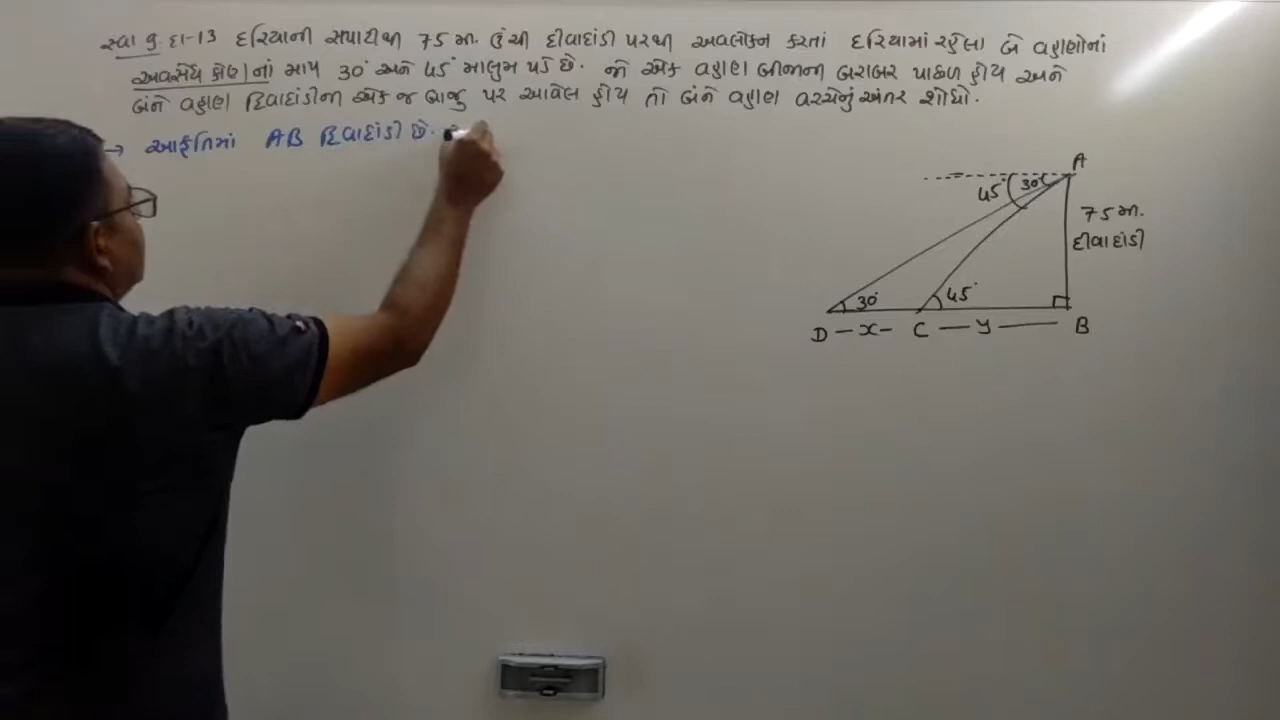 સ્વા 9. દા-13 દરિયાની સપાટીથી 75 મી. ઉંચી દીવાદાંડી પરથી અવલોકન કરતાં દરિયામાં રહેલા બે વહાણોનાં
અવસેધ કોણનાં માપ 30° અને 45° માલુમ પડે છે. જો એક વહાણ બીજાની બરાબર પાછળ હોય અને
બંને વહાણ દિવાદાંડીની એક જ બાજુ પર આવેલ હોય તો બંને વહાણ વચ્ચેનું અંતર શોધો.
→ આકૃતિમાં AB દિવાદાંડી છે.
A
45° 30°
75 મી.
દીવાદાંડી
30° 45°
D – x – C — y —— B